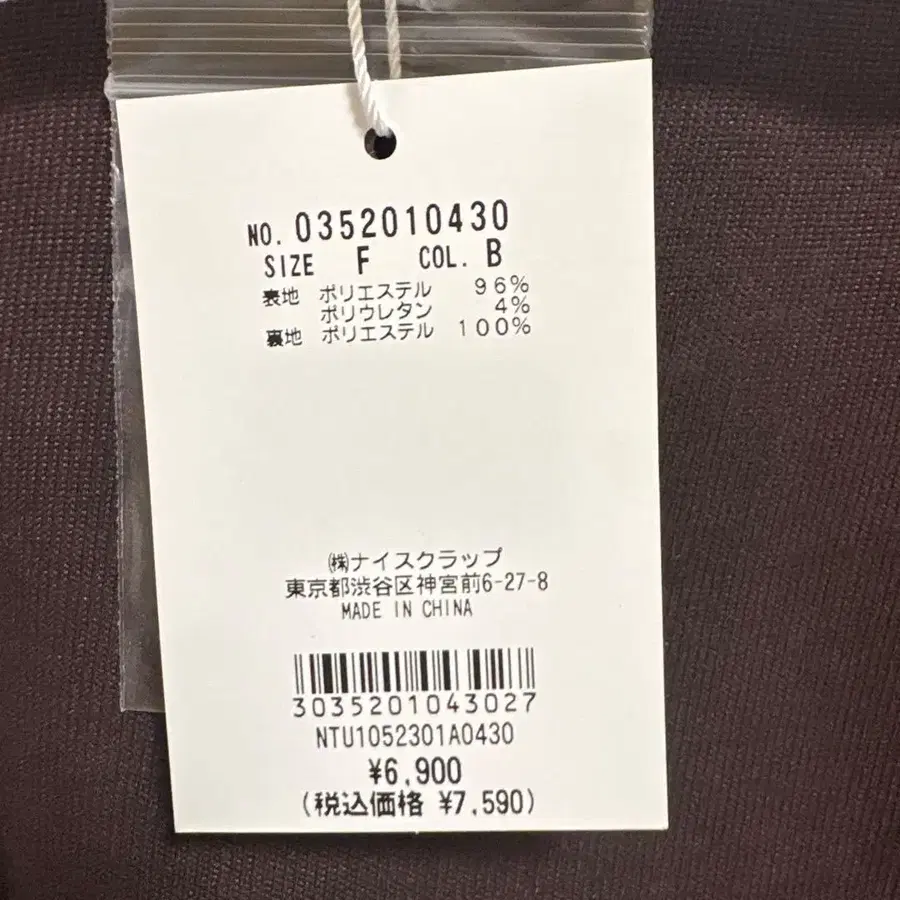 NO. 0352010430
SIZE F COL. B
表地 ポリエステル 96%
ポリウレタン 4%
裏地 ポリエステル 100%
㈱ナイスクラップ
東京都渋谷区神宮前6-27-8
MADE IN CHINA
3035201043027
NTU1052301A0430
¥6,900
(税込価格 ¥7,590)